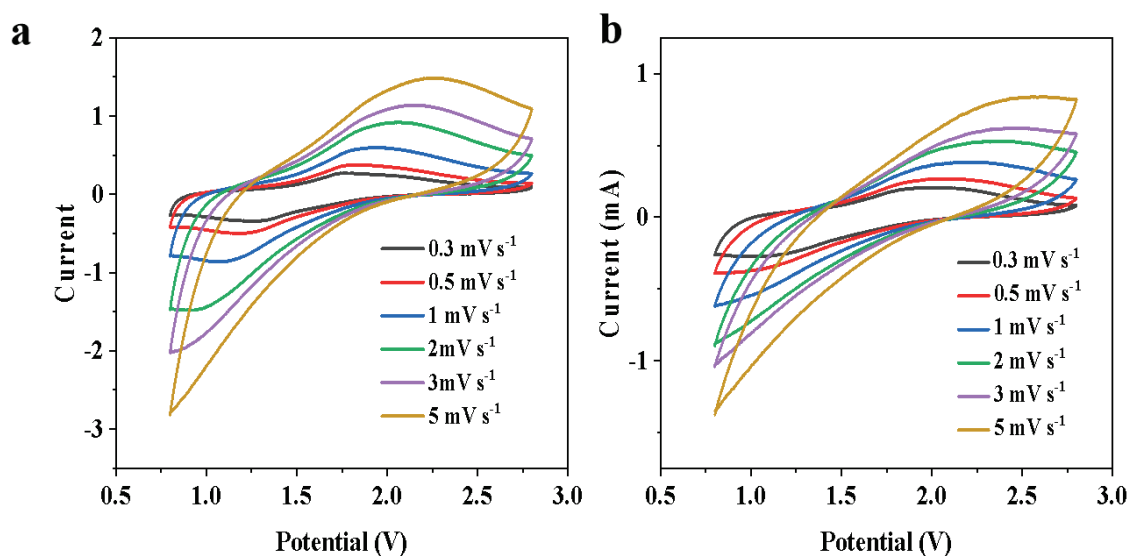 a
2
1
0
-1
-2
-3
Current
0.3 mV s-1
0.5 mV s-1
1 mV s-1
2mV s-1
3mV s-1
5 mV s-1
0.5 1.0 1.5 2.0 2.5 3.0
Potential (V)
b
1
0
-1
Current (mA)
0.3 mV s-1
0.5 mV s-1
1 mV s-1
2 mV s-1
3 mV s-1
5 mV s-1
0.5 1.0 1.5 2.0 2.5 3.0
Potential (V)